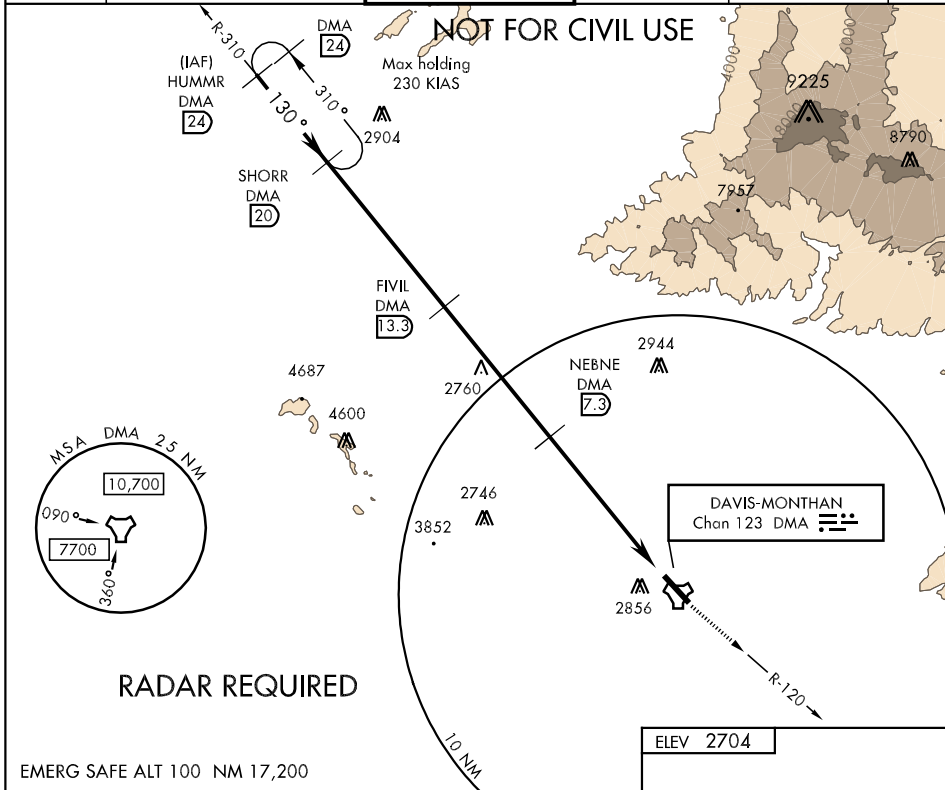 NOT FOR CIVIL USE
R-310
DMA
24
(IAF)
HUMMR
DMA
24
Max holding
230 KIAS
310°
130°
2904
SHORR
DMA
20
4000
9225
8000
8790
7957
FIVIL
DMA
13.3
2760
NEBNE
DMA
7.3
2944
4687
4600
MSA DMA 25 NM
10,700
090°
7700
360°
2746
3852
DAVIS-MONTHAN
Chan 123 DMA
2856
R-120
RADAR REQUIRED
10 NM
ELEV 2704
EMERG SAFE ALT 100 NM 17,200